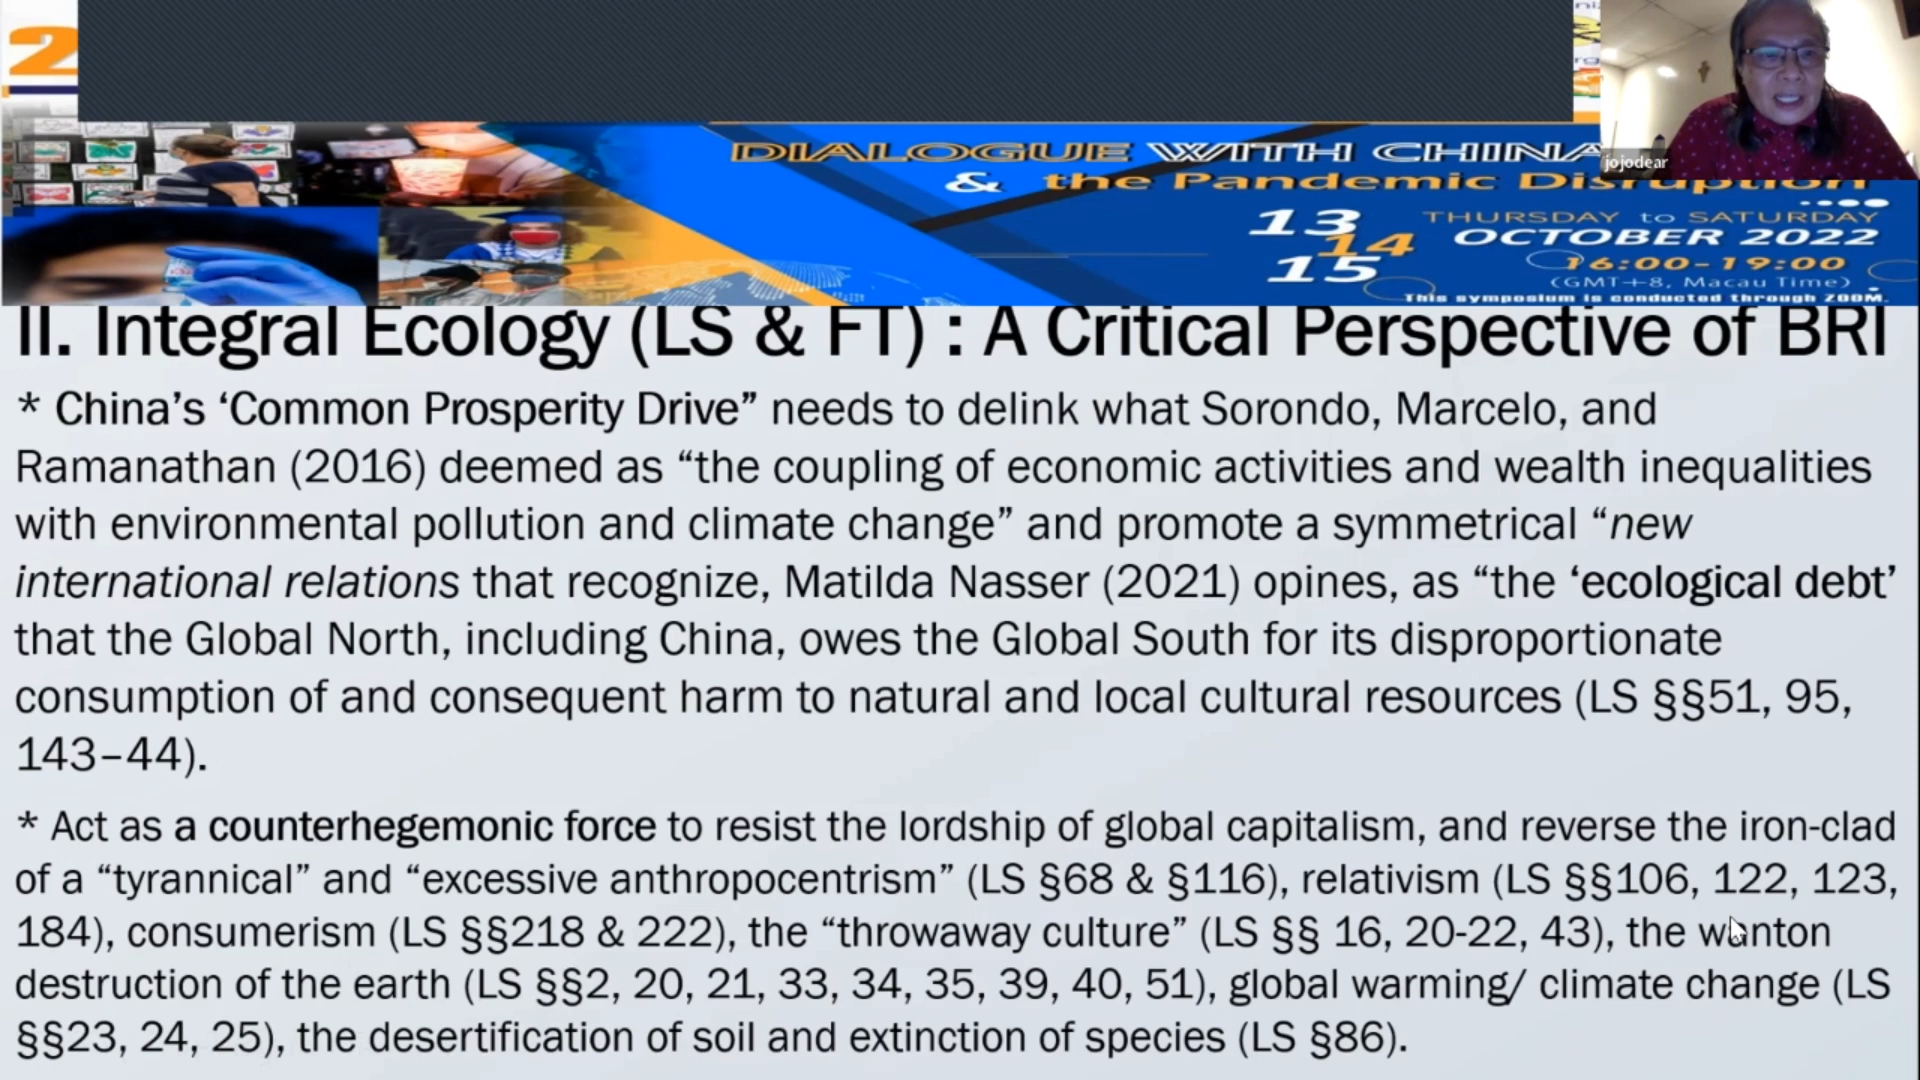 2
DIALOGUE WITH CHINA
& the Pandemic Disruption
jojodear
13
14
15
THURSDAY to SATURDAY
OCTOBER 2022
16:00-19:00
(GMT+8, Macau Time)
This symposium is conducted through ZOOM.
II. Integral Ecology (LS & FT) : A Critical Perspective of BRI
* China’s ‘Common Prosperity Drive” needs to delink what Sorondo, Marcelo, and
Ramanathan (2016) deemed as “the coupling of economic activities and wealth inequalities
with environmental pollution and climate change” and promote a symmetrical “new
international relations that recognize, Matilda Nasser (2021) opines, as “the ‘ecological debt’
that the Global North, including China, owes the Global South for its disproportionate
consumption of and consequent harm to natural and local cultural resources (LS §§51, 95,
143–44).
* Act as a counterhegemonic force to resist the lordship of global capitalism, and reverse the iron-clad
of a “tyrannical” and “excessive anthropocentrism” (LS §68 & §116), relativism (LS §§106, 122, 123,
184), consumerism (LS §§218 & 222), the “throwaway culture” (LS §§ 16, 20-22, 43), the wanton
destruction of the earth (LS §§2, 20, 21, 33, 34, 35, 39, 40, 51), global warming/ climate change (LS
§§23, 24, 25), the desertification of soil and extinction of species (LS §86).